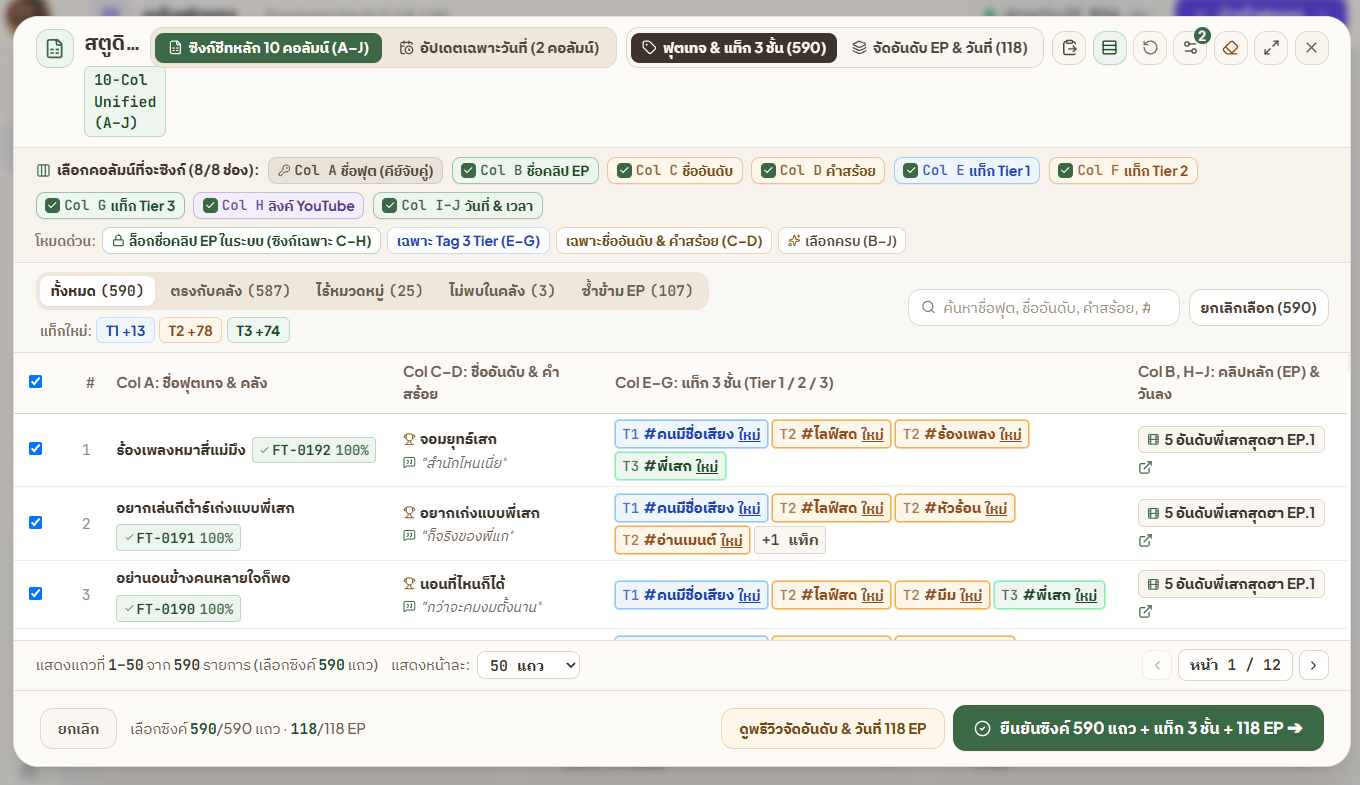 สตูดิ...
ซิงก์ชีทหลัก 10 คอลัมน์ (A–J)
อัปเดตเฉพาะวันที่ (2 คอลัมน์)
ฟุตเทจ & แท็ก 3 ชั้น (590)
จัดอันดับ EP & วันที่ (118)
2
10-Col
Unified
(A–J)
เลือกคอลัมน์ที่จะซิงก์ (8/8 ช่อง):
Col A ชื่อฟุต (คีย์จับคู่)
Col B ชื่อคลิป EP
Col C ชื่ออันดับ
Col D คำสร้อย
Col E แท็ก Tier 1
Col F แท็ก Tier 2
Col G แท็ก Tier 3
Col H ลิงค์ YouTube
Col I–J วันที่ & เวลา
โหมดด่วน:
ล็อกชื่อคลิป EP ในระบบ (ซิงก์เฉพาะ C–H)
เฉพาะ Tag 3 Tier (E–G)
เฉพาะชื่ออันดับ & คำสร้อย (C–D)
เลือกครบ (B–J)
ทั้งหมด (590)
ตรงกับคลัง (587)
ไร้หมวดหมู่ (25)
ไม่พบในคลัง (3)
ซ้ำข้าม EP (107)
แท็กใหม่:
T1 +13
T2 +78
T3 +74
ค้นหาชื่อฟุต, ชื่ออันดับ, คำสร้อย, #
ยกเลิกเลือก (590)
#
Col A: ชื่อฟุตเทจ & คลัง
Col C–D: ชื่ออันดับ & คำ
สร้อย
Col E–G: แท็ก 3 ชั้น (Tier 1 / 2 / 3)
Col B, H–J: คลิปหลัก (EP) &
วันลง
1
ร้องเพลงหมาสี่แม่มึง
FT-0192 100%
จอมยุทธ์เสก
"สำนักไหนเนี่ย"
T1 #คนมีชื่อเสียง ใหม่
T2 #ไลฟ์สด ใหม่
T2 #ร้องเพลง ใหม่
T3 #พี่เสก ใหม่
5 อันดับพี่เสกสุดฮา EP.1
2
อยากเล่นกีต้าร์เก่งแบบพี่เสก
FT-0191 100%
อยากเก่งแบบพี่เสก
"ก็จริงของพี่แก"
T1 #คนมีชื่อเสียง ใหม่
T2 #ไลฟ์สด ใหม่
T2 #หัวร้อน ใหม่
T2 #อ่านเมนต์ ใหม่
+1 แท็ก
5 อันดับพี่เสกสุดฮา EP.1
3
อย่านอนข้างคนหลายใจก็พอ
FT-0190 100%
นอนที่ไหนก็ได้
"กว่าจะคมงมตั้งนาน"
T1 #คนมีชื่อเสียง ใหม่
T2 #ไลฟ์สด ใหม่
T2 #มีม ใหม่
T3 #พี่เสก ใหม่
5 อันดับพี่เสกสุดฮา EP.1
แสดงแถวที่ 1–50 จาก 590 รายการ (เลือกซิงค์ 590 แถว)
แสดงหน้าละ:
50 แถว
หน้า 1 / 12
ยกเลิก
เลือกซิงค์ 590/590 แถว · 118/118 EP
ดูพรีวิวจัดอันดับ & วันที่ 118 EP
ยืนยันซิงค์ 590 แถว + แท็ก 3 ชั้น + 118 EP ➔